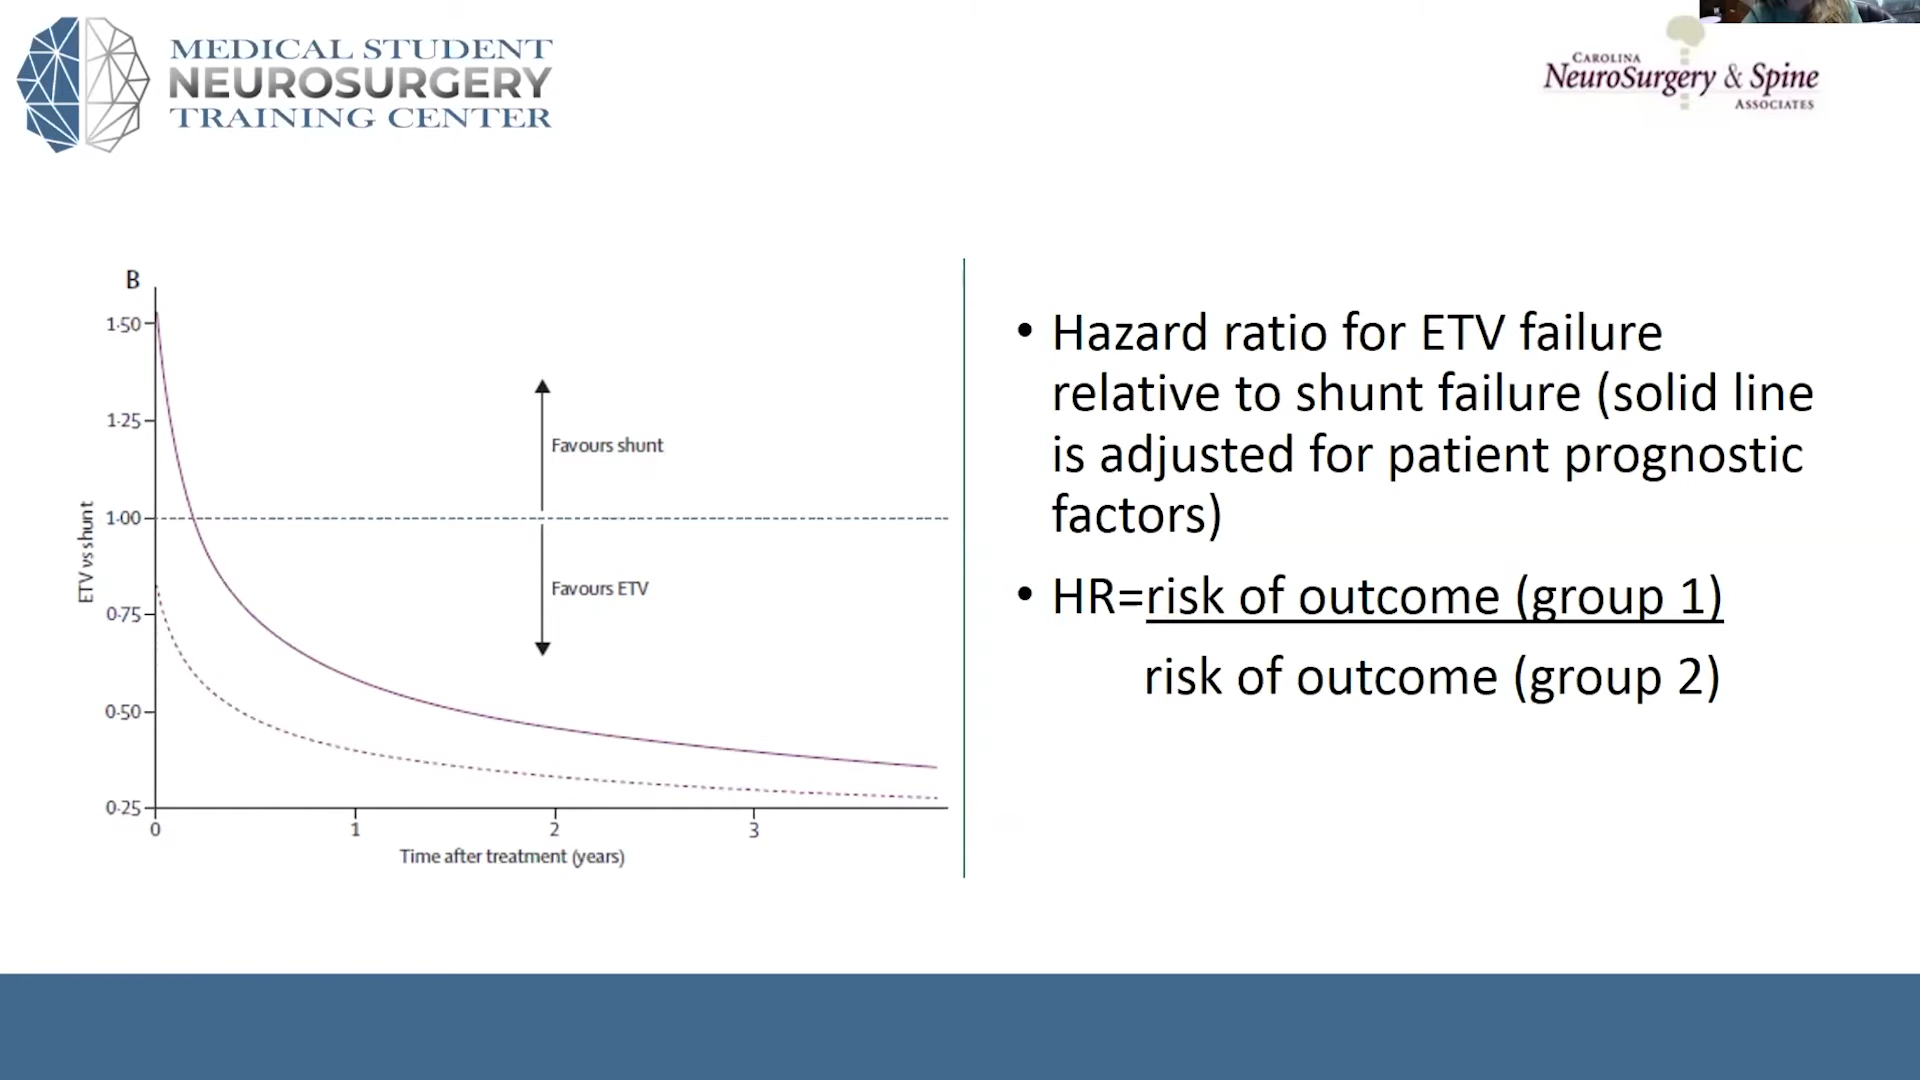 MEDICAL STUDENT
NEUROSURGERY
TRAINING CENTER
CAROLINA
NEUROSURGERY & SPINE
ASSOCIATES
B
1·50
1·25
1·00
0·75
0·50
0·25
ETV vs shunt
Favours shunt
Favours ETV
0 1 2 3
Time after treatment (years)
• Hazard ratio for ETV failure
relative to shunt failure (solid line
is adjusted for patient prognostic
factors)
• HR=risk of outcome (group 1)
risk of outcome (group 2)